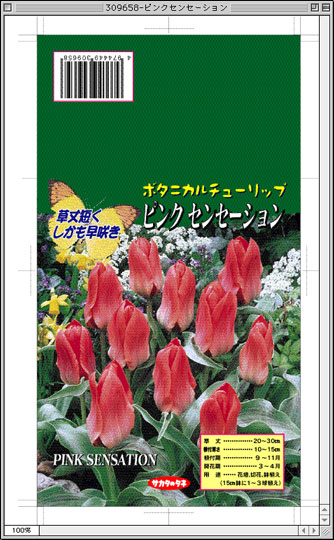 309658-ピンクセンセーション
4 974449 309658
ボタニカルチューリップ
ピンク センセーション
草丈短く
しかも早咲き
PINK SENSATION
サカタのタネ
草 丈 …………20〜30cm
植付深さ …………10〜15cm
植付期 ………… 9〜11月
開花期 ………… 3〜4月
用 途 ……花壇、切花、鉢植え
(15cm鉢に1〜3球植え)
100%